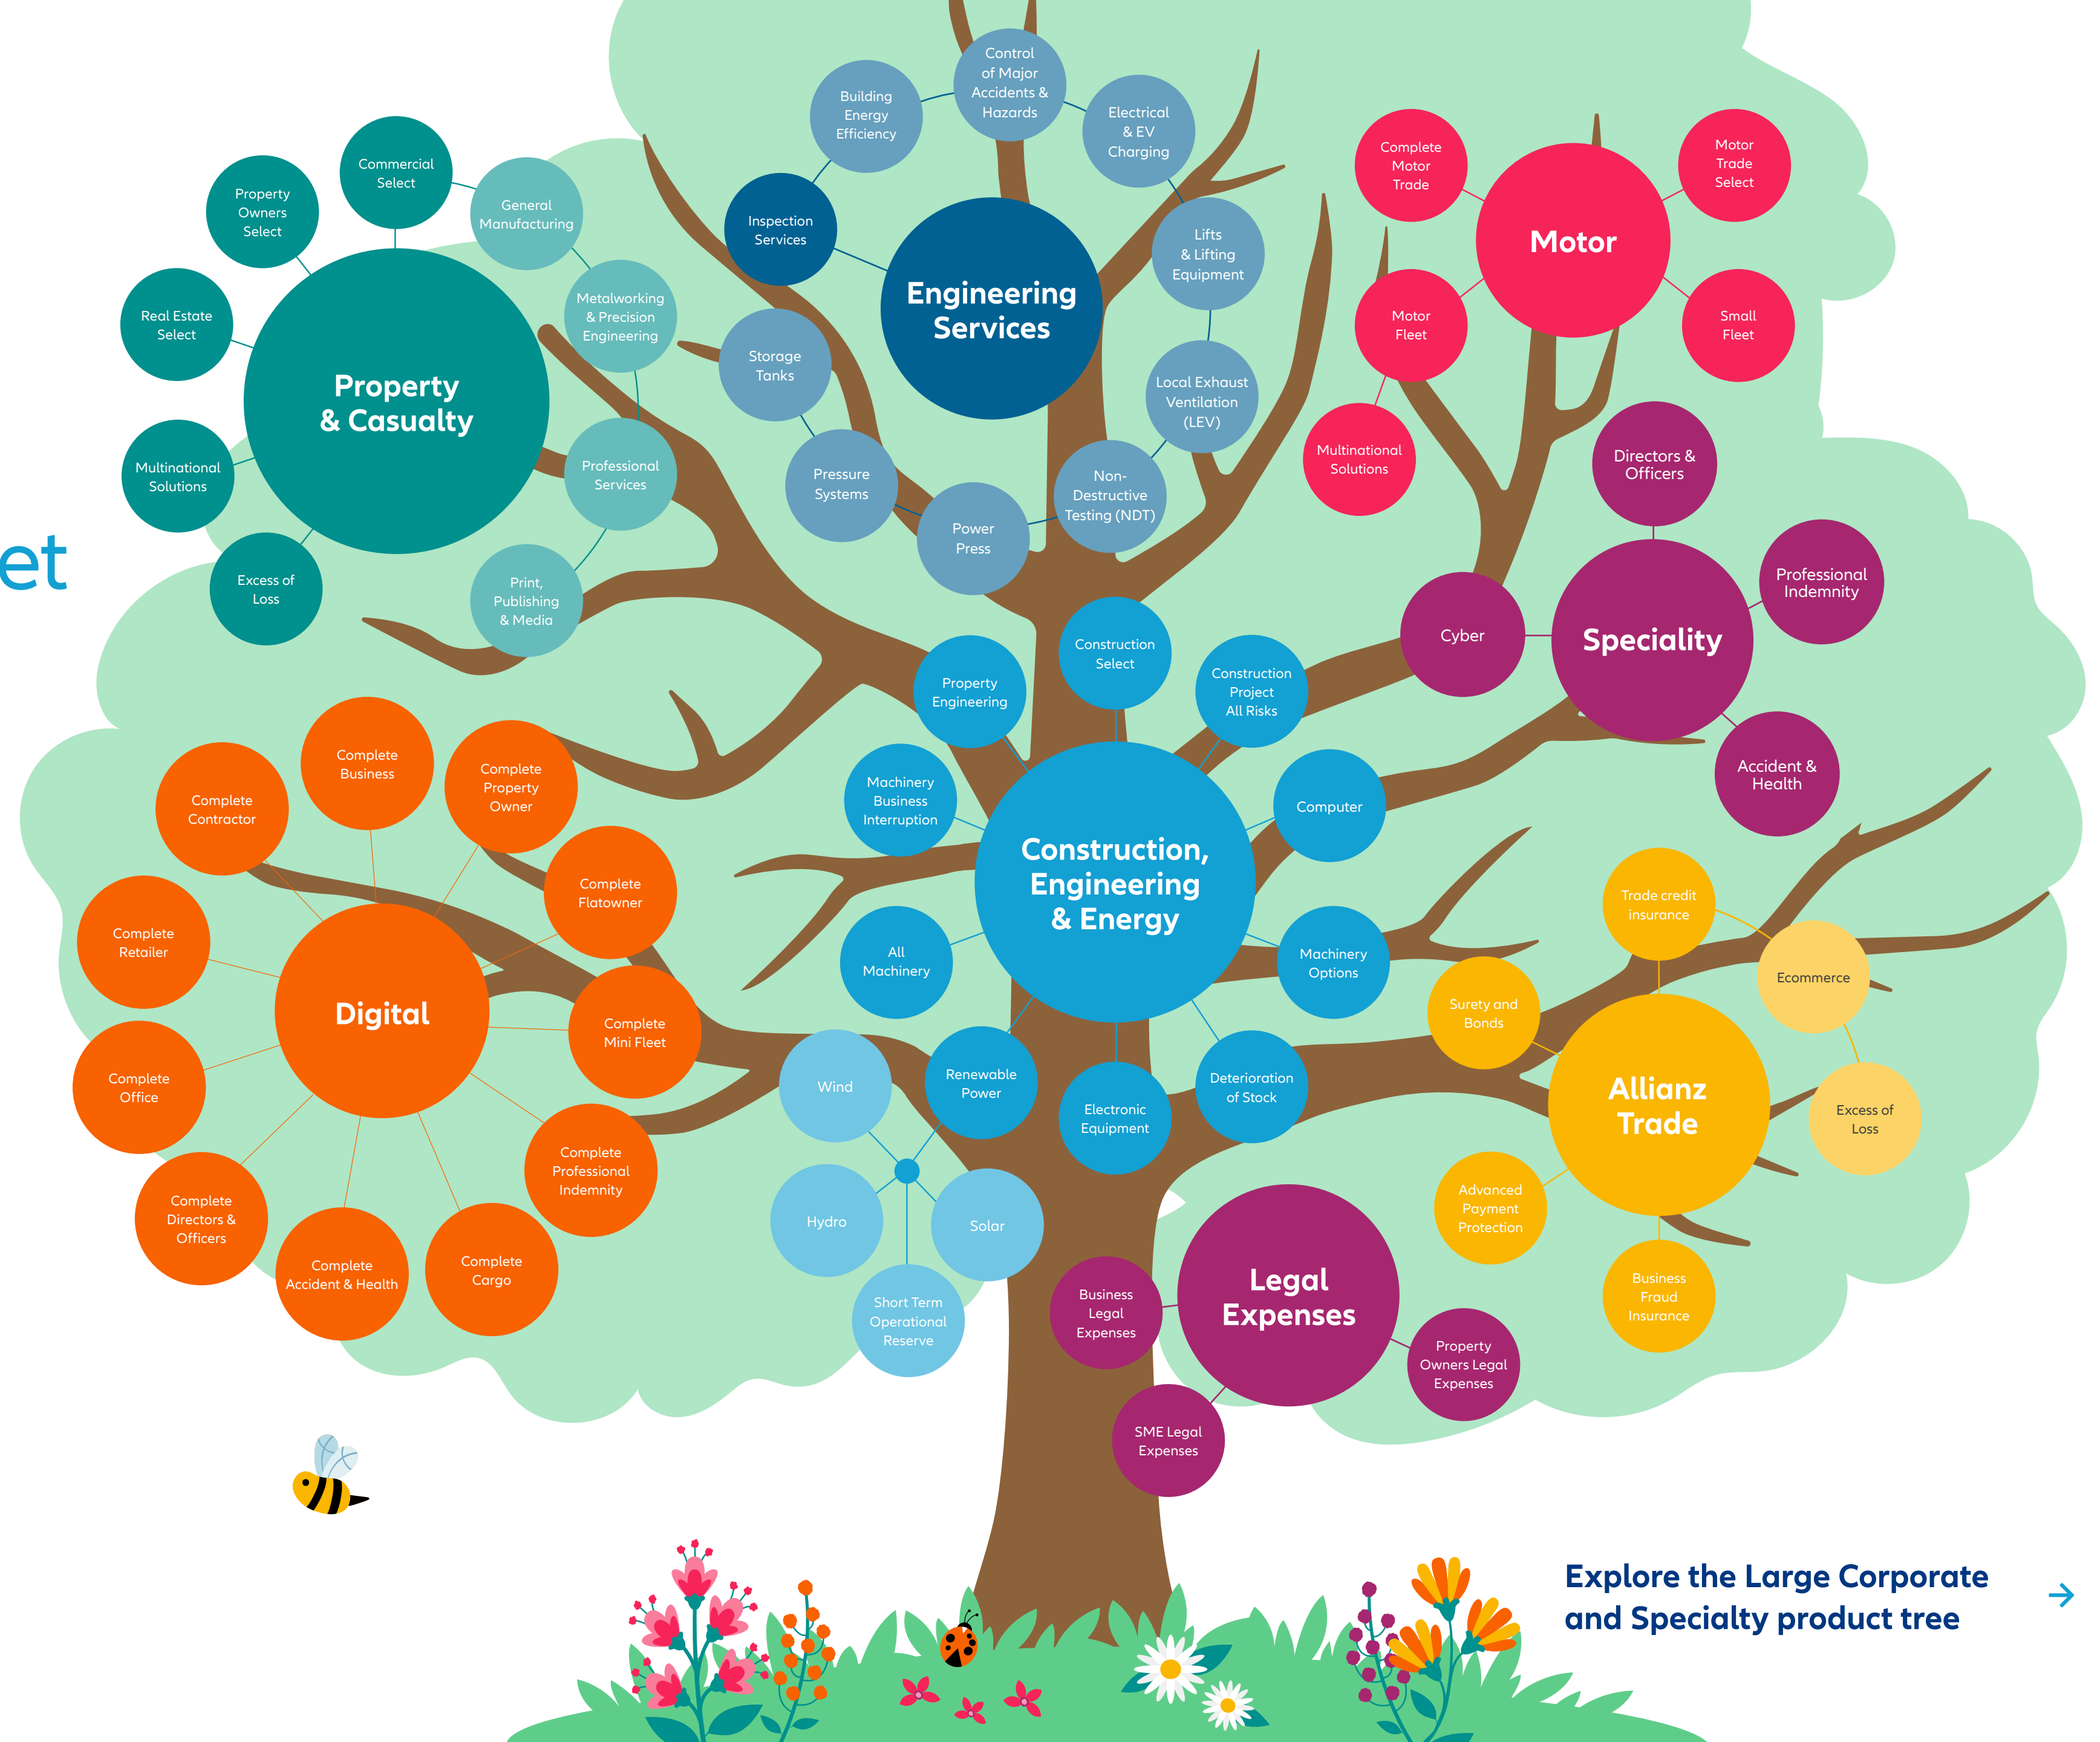 et
Property
& Casualty
Commercial
Select
Property
Owners
Select
Real Estate
Select
Multinational
Solutions
Excess of
Loss
General
Manufacturing
Metalworking
& Precision
Engineering
Professional
Services
Print,
Publishing
& Media
Engineering
Services
Inspection
Services
Building
Energy
Efficiency
Control
of Major
Accidents &
Hazards
Electrical
& EV
Charging
Lifts
& Lifting
Equipment
Local Exhaust
Ventilation
(LEV)
Non-
Destructive
Testing (NDT)
Power
Press
Pressure
Systems
Storage
Tanks
Motor
Complete
Motor
Trade
Motor
Trade
Select
Motor
Fleet
Small
Fleet
Multinational
Solutions
Speciality
Directors &
Officers
Professional
Indemnity
Cyber
Accident &
Health
Construction,
Engineering
& Energy
Property
Engineering
Construction
Select
Construction
Project
All Risks
Machinery
Business
Interruption
Computer
All
Machinery
Machinery
Options
Renewable
Power
Electronic
Equipment
Deterioration
of Stock
Wind
Hydro
Solar
Short Term
Operational
Reserve
Digital
Complete
Contractor
Complete
Business
Complete
Property
Owner
Complete
Flatowner
Complete
Retailer
Complete
Mini Fleet
Complete
Office
Complete
Professional
Indemnity
Complete
Directors &
Officers
Complete
Accident & Health
Complete
Cargo
Allianz
Trade
Trade credit
insurance
Ecommerce
Excess of
Loss
Surety and
Bonds
Advanced
Payment
Protection
Business
Fraud
Insurance
Legal
Expenses
Business
Legal
Expenses
Property
Owners Legal
Expenses
SME Legal
Expenses
Explore the Large Corporate
and Specialty product tree